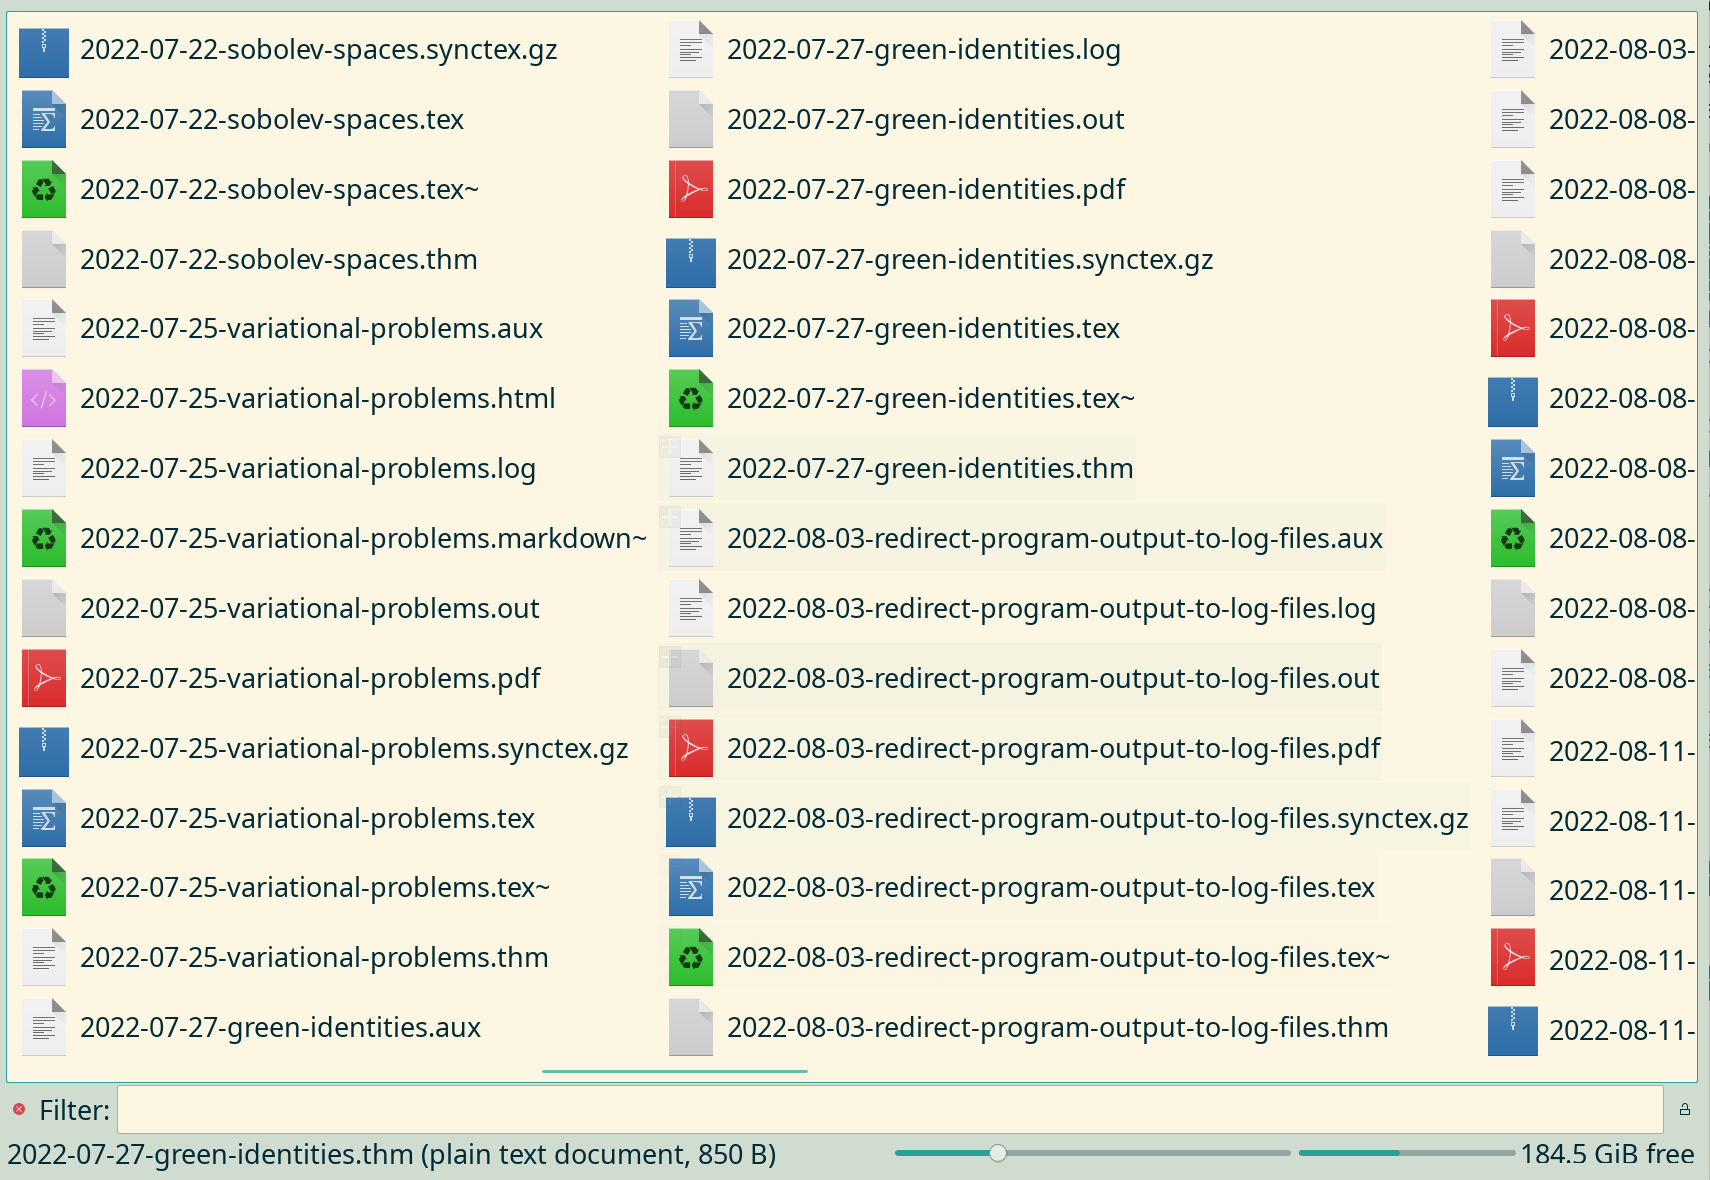 2022-07-22-sobolev-spaces.synctex.gz
2022-07-22-sobolev-spaces.tex
2022-07-22-sobolev-spaces.tex~
2022-07-22-sobolev-spaces.thm
2022-07-25-variational-problems.aux
2022-07-25-variational-problems.html
2022-07-25-variational-problems.log
2022-07-25-variational-problems.markdown~
2022-07-25-variational-problems.out
2022-07-25-variational-problems.pdf
2022-07-25-variational-problems.synctex.gz
2022-07-25-variational-problems.tex
2022-07-25-variational-problems.tex~
2022-07-25-variational-problems.thm
2022-07-27-green-identities.aux
2022-07-27-green-identities.log
2022-07-27-green-identities.out
2022-07-27-green-identities.pdf
2022-07-27-green-identities.synctex.gz
2022-07-27-green-identities.tex
2022-07-27-green-identities.tex~
2022-07-27-green-identities.thm
2022-08-03-redirect-program-output-to-log-files.aux
2022-08-03-redirect-program-output-to-log-files.log
2022-08-03-redirect-program-output-to-log-files.out
2022-08-03-redirect-program-output-to-log-files.pdf
2022-08-03-redirect-program-output-to-log-files.synctex.gz
2022-08-03-redirect-program-output-to-log-files.tex
2022-08-03-redirect-program-output-to-log-files.tex~
2022-08-03-redirect-program-output-to-log-files.thm
2022-08-03-
2022-08-08-
2022-08-08-
2022-08-08-
2022-08-08-
2022-08-08-
2022-08-08-
2022-08-08-
2022-08-08-
2022-08-08-
2022-08-11-
2022-08-11-
2022-08-11-
2022-08-11-
2022-08-11-
Filter:
2022-07-27-green-identities.thm (plain text document, 850 B)
184.5 GiB free